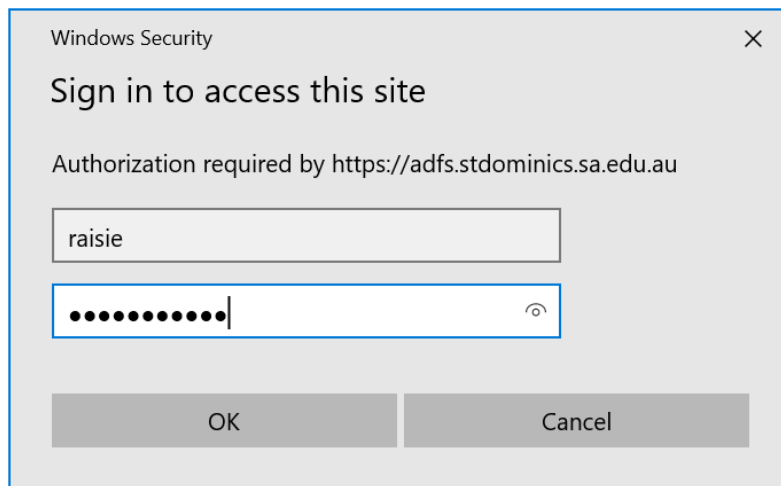 Windows Security
Sign in to access this site
Authorization required by https://adfs.stdominics.sa.edu.au
raisie
●●●●●●●●●●●
OK
Cancel